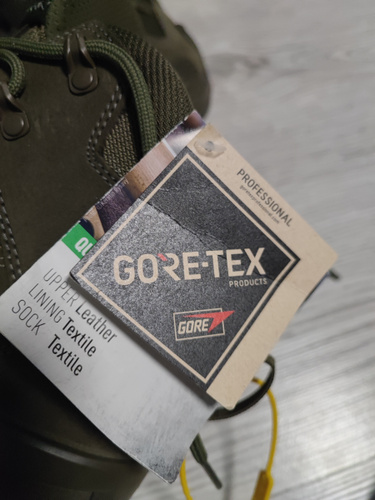 PROFESSIONAL
GORE-TEX
PRODUCTS
GORE
UPPER Leather
LINING Textile
SOCK Textile